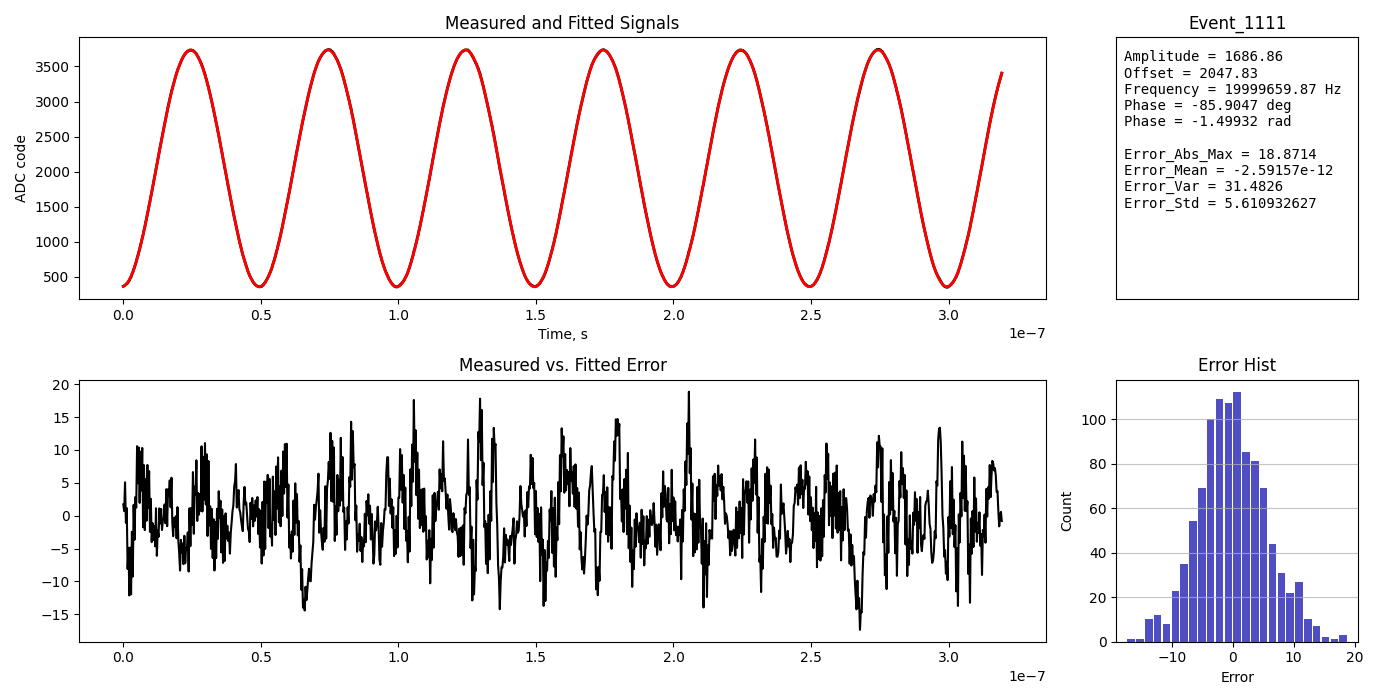 Measured and Fitted Signals
ADC code
3500
3000
2500
2000
1500
1000
500
0.0 0.5 1.0 1.5 2.0 2.5 3.0
Time, s
1e−7
Event_1111
Amplitude = 1686.86
Offset = 2047.83
Frequency = 19999659.87 Hz
Phase = -85.9047 deg
Phase = -1.49932 rad
Error_Abs_Max = 18.8714
Error_Mean = -2.59157e-12
Error_Var = 31.4826
Error_Std = 5.610932627
Measured vs. Fitted Error
20
15
10
5
0
−5
−10
−15
0.0 0.5 1.0 1.5 2.0 2.5 3.0
1e−7
Error Hist
Count
100
80
60
40
20
0
−10 0 10 20
Error